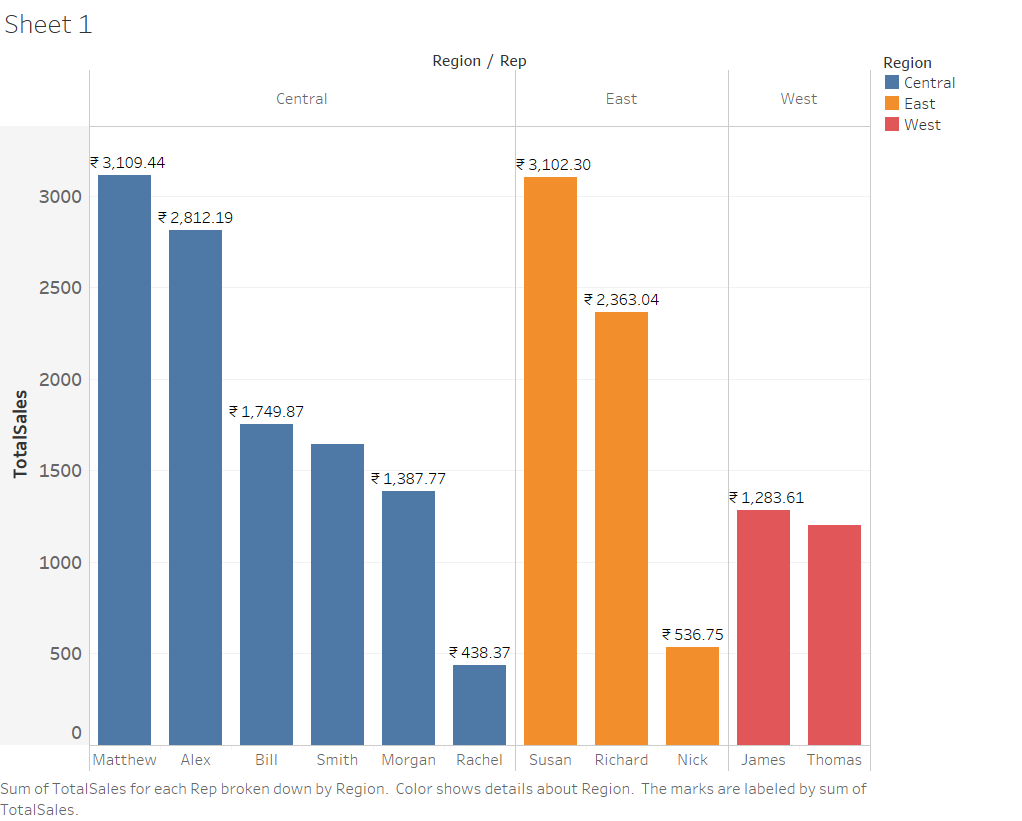 Sheet 1
Region / Rep
Region
Central
East
West
Central
East
West
TotalSales
3000
2500
2000
1500
1000
500
0
₹ 3,109.44
₹ 2,812.19
₹ 1,749.87
₹ 1,387.77
₹ 438.37
₹ 3,102.30
₹ 2,363.04
₹ 536.75
₹ 1,283.61
Matthew
Alex
Bill
Smith
Morgan
Rachel
Susan
Richard
Nick
James
Thomas
Sum of TotalSales for each Rep broken down by Region.  Color shows details about Region.  The marks are labeled by sum of
TotalSales.